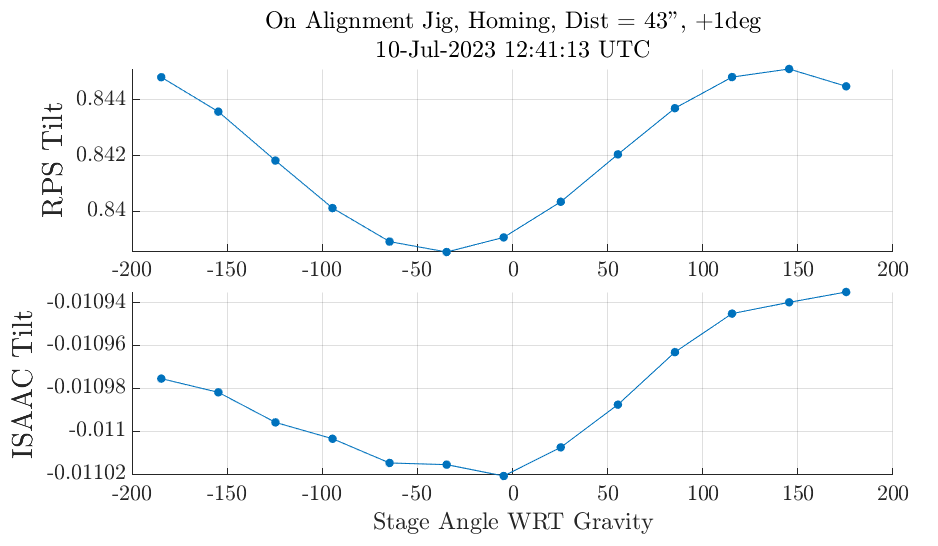 On Alignment Jig, Homing, Dist = 43”, +1deg
10-Jul-2023 12:41:13 UTC
RPS Tilt
0.844
0.842
0.84
-200 -150 -100 -50 0 50 100 150 200
ISAAC Tilt
-0.01094
-0.01096
-0.01098
-0.011
-0.01102
-200 -150 -100 -50 0 50 100 150 200
Stage Angle WRT Gravity